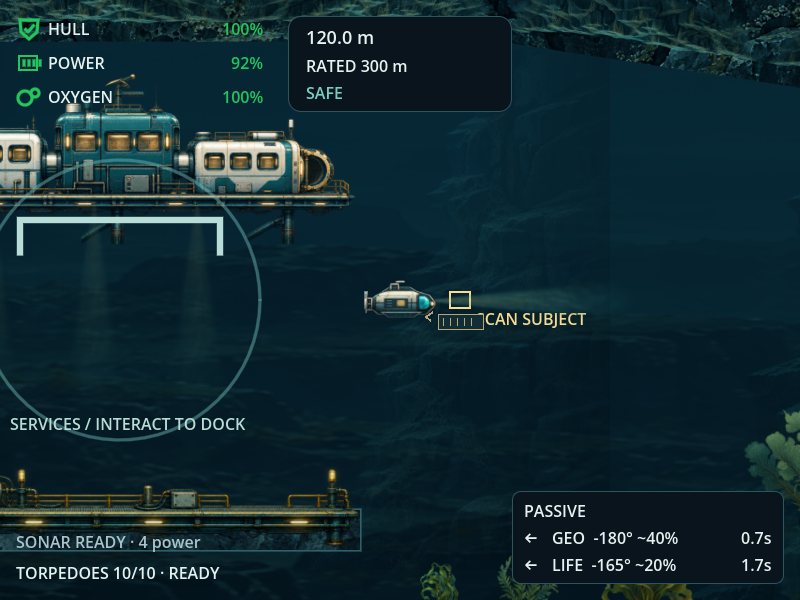 HULL 100%
POWER 92%
OXYGEN 100%
120.0 m
RATED 300 m
SAFE
CAN SUBJECT
SERVICES / INTERACT TO DOCK
PASSIVE
← GEO -180° ~40% 0.7s
← LIFE -165° ~20% 1.7s
SONAR READY · 4 power
TORPEDOES 10/10 · READY